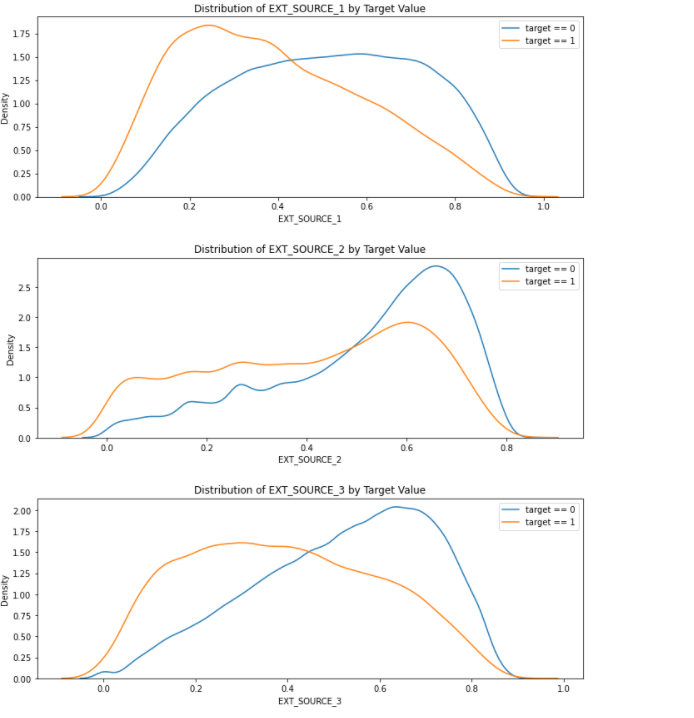 Distribution of EXT_SOURCE_1 by Target Value
target == 0
target == 1
1.75
1.50
1.25
1.00
0.75
0.50
0.25
0.00
Density
0.0 0.2 0.4 0.6 0.8 1.0
EXT_SOURCE_1
Distribution of EXT_SOURCE_2 by Target Value
target == 0
target == 1
2.5
2.0
1.5
1.0
0.5
0.0
Density
0.0 0.2 0.4 0.6 0.8
EXT_SOURCE_2
Distribution of EXT_SOURCE_3 by Target Value
target == 0
target == 1
2.00
1.75
1.50
1.25
1.00
0.75
0.50
0.25
0.00
Density
0.0 0.2 0.4 0.6 0.8 1.0
EXT_SOURCE_3